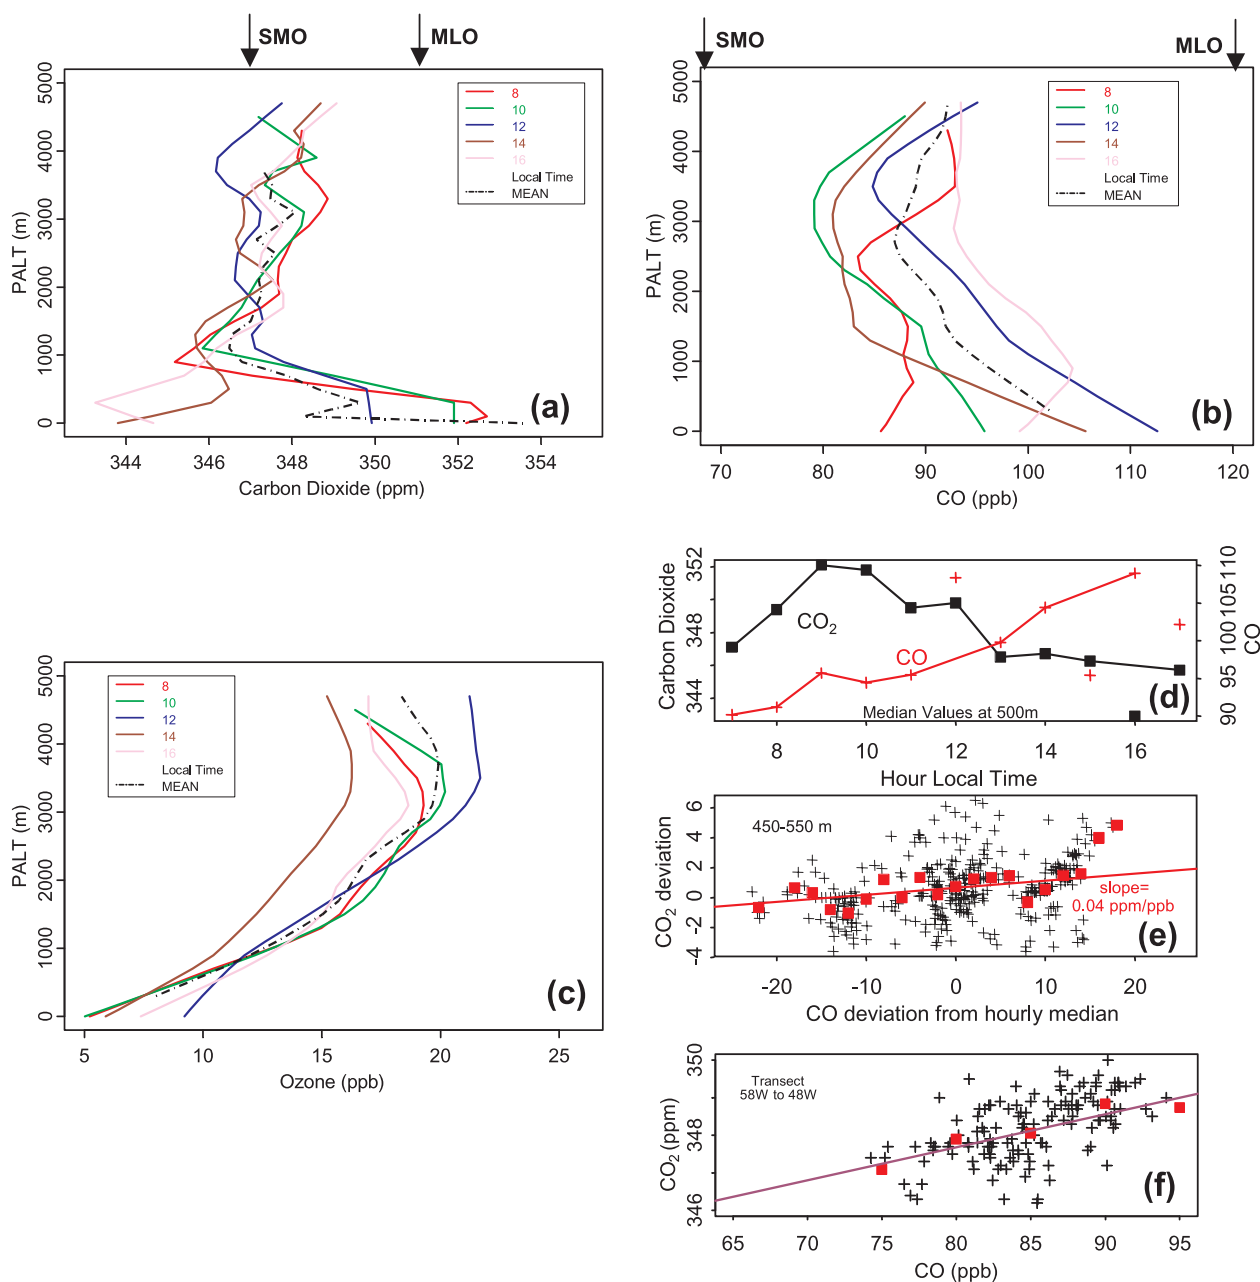 SMO
MLO
5000
4000
3000
2000
1000
0
PALT (m)
8
10
12
14
16
Local Time
MEAN
(a)
344 346 348 350 352 354
Carbon Dioxide (ppm)
SMO
MLO
5000
4000
3000
2000
1000
0
PALT (m)
8
10
12
14
16
Local Time
MEAN
(b)
70 80 90 100 110 120
CO (ppb)
5000
4000
3000
2000
1000
0
PALT (m)
8
10
12
14
16
Local Time
MEAN
(c)
5 10 15 20 25
Ozone (ppb)
352
348
344
Carbon Dioxide
CO2
CO
110
105
100
95
90
CO
(d)
Median Values at 500m
8 10 12 14 16
Hour Local Time
6
4
2
0
-2
-4
CO2 deviation
450-550 m
slope=
0.04 ppm/ppb
(e)
-20 -10 0 10 20
CO deviation from hourly median
350
348
346
CO2 (ppm)
Transect
58W to 48W
(f)
65 70 75 80 85 90 95
CO (ppb)